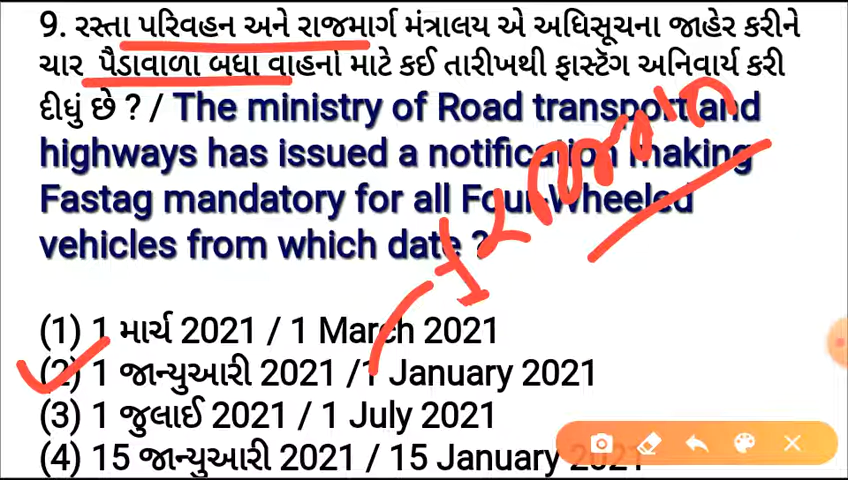 9. રસ્તા પરિવહન અને રાજમાર્ગ મંત્રાલય એ અધિસૂચના જાહેર કરીને
ચાર પૈડાવાળા બધા વાહનો માટે કઈ તારીખથી ફાસ્ટૅગ અનિવાર્ય કરી
દીધું છે ? / The ministry of Road transport and
highways has issued a notification making
Fastag mandatory for all Four-Wheeled
vehicles from which date ?
(1) 1 માર્ચ 2021 / 1 March 2021
(2) 1 જાન્યુઆરી 2021 /1 January 2021
(3) 1 જુલાઈ 2021 / 1 July 2021
(4) 15 જાન્યુઆરી 2021 / 15 January 2021